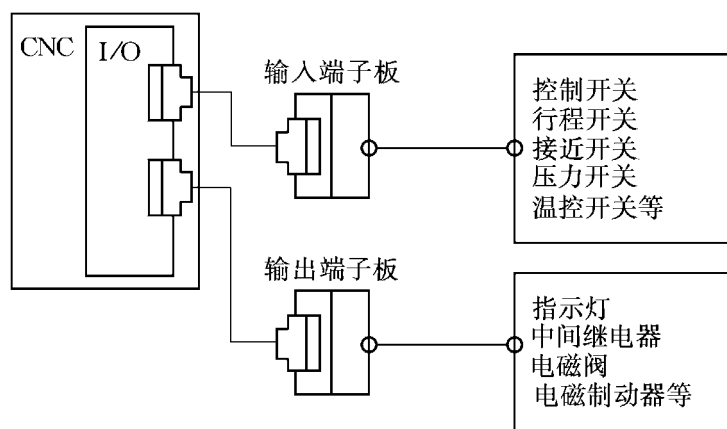 CNC
I/O
输入端子板
控制开关
行程开关
接近开关
压力开关
温控开关等
输出端子板
指示灯
中间继电器
电磁阀
电磁制动器等